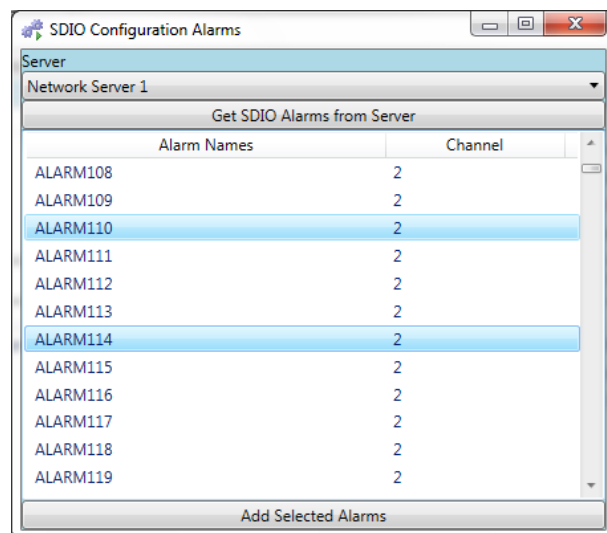 SDIO Configuration Alarms
Server
Network Server 1
Get SDIO Alarms from Server
Alarm Names Channel
ALARM108 2
ALARM109 2
ALARM110 2
ALARM111 2
ALARM112 2
ALARM113 2
ALARM114 2
ALARM115 2
ALARM116 2
ALARM117 2
ALARM118 2
ALARM119 2
Add Selected Alarms